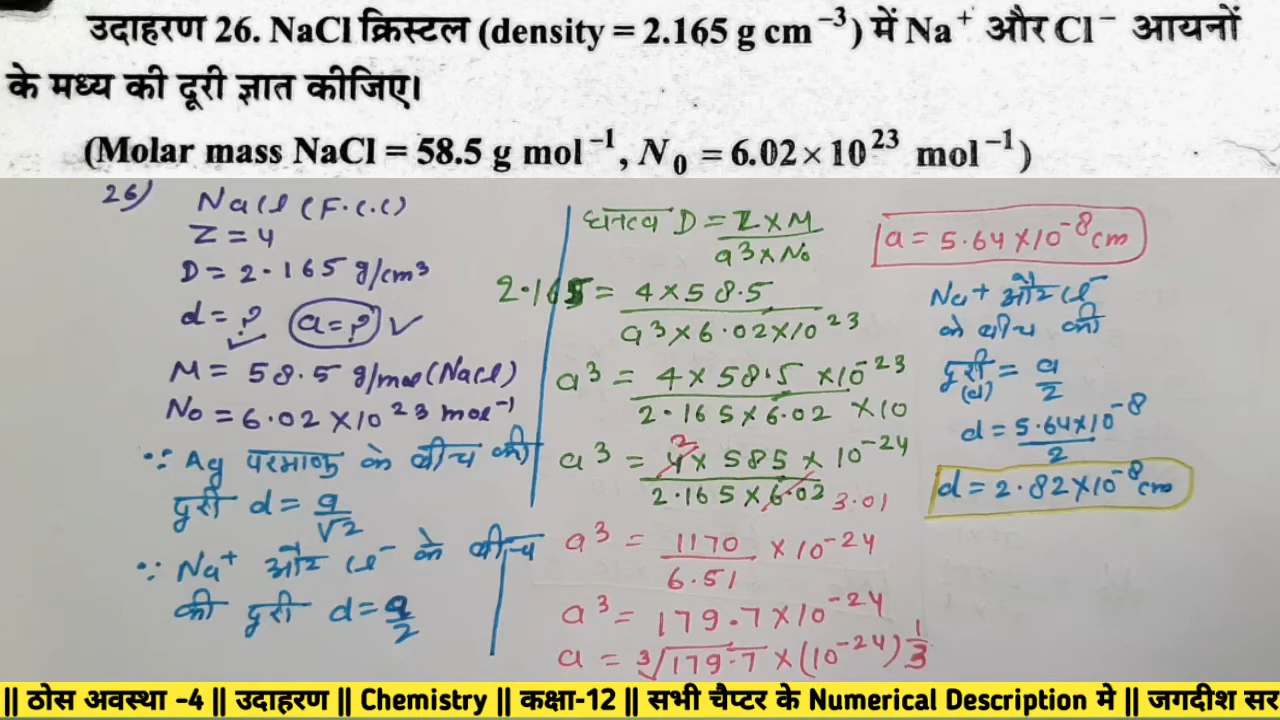 उदाहरण 26. NaCl क्रिस्टल (density = 2.165 g cm⁻³) में Na⁺ और Cl⁻ आयनों
के मध्य की दूरी ज्ञात कीजिए।
(Molar mass NaCl = 58.5 g mol⁻¹, N₀ = 6.02 × 10²³ mol⁻¹)
26)
NaCl (F.C.C)
Z = 4
D = 2.165 g/cm³
d = ?
a = ?
M = 58.5 g/mol (NaCl)
No = 6.02 × 10²³ mol⁻¹
∵ Ag परमाणु के बीच की
दूरी d = a/√2
∵ Na⁺ और Cl⁻ के बीच
की दूरी d = a/2
घनत्व D = Z × M / a³ × No
2.165 = 4 × 58.5 / a³ × 6.02 × 10²³
a³ = 4 × 58.5 × 10⁻²³ / 2.165 × 6.02 × 10
a³ = 4 × 585 × 10⁻²⁴ / 2.165 × 6.02
2
3.01
a³ = 1170 / 6.51 × 10⁻²⁴
a³ = 179.7 × 10⁻²⁴
a = ³√179.7 × (10⁻²⁴)^1/3
a = 5.64 × 10⁻⁸ cm
Na⁺ और Cl⁻
के बीच की
दूरी (d) = a/2
d = 5.64 × 10⁻⁸ / 2
d = 2.82 × 10⁻⁸ cm
|| ठोस अवस्था -4 || उदाहरण || Chemistry || कक्षा-12 || सभी चैप्टर के Numerical Description मे || जगदीश सर